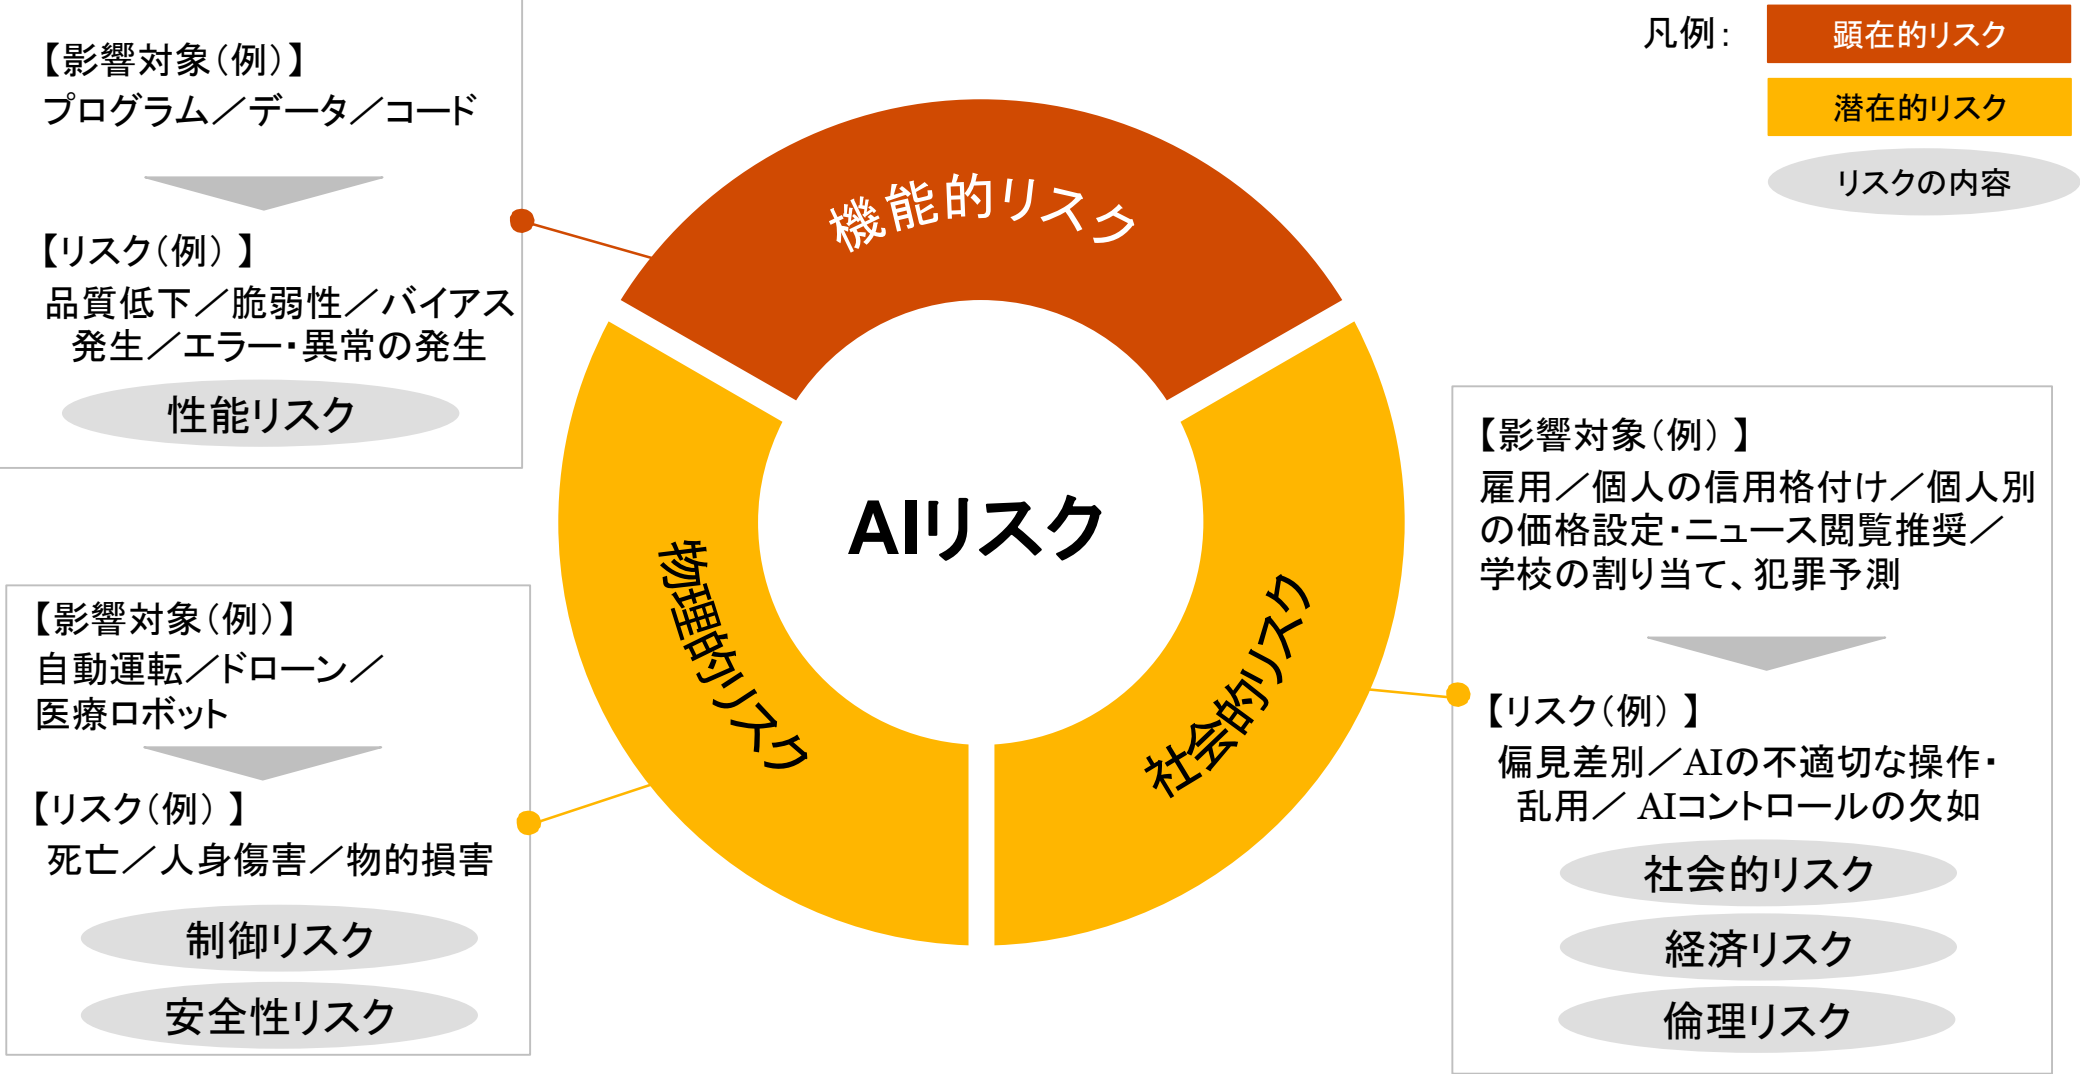 【影響対象(例)】
プログラム/データ/コード
【リスク(例) 】
品質低下/脆弱性/バイアス
発生/エラー・異常の発生
性能リスク
凡例:
顕在的リスク
潜在的リスク
リスクの内容
機能的リスク
AIリスク
物理的リスク
社会的リスク
【影響対象(例)】
自動運転/ドローン/
医療ロボット
【リスク(例) 】
死亡/人身傷害/物的損害
制御リスク
安全性リスク
【影響対象(例) 】
雇用/個人の信用格付け/個人別
の価格設定・ニュース閲覧推奨/
学校の割り当て、犯罪予測
【リスク(例) 】
偏見差別/AIの不適切な操作・
乱用/ AIコントロールの欠如
社会的リスク
経済リスク
倫理リスク